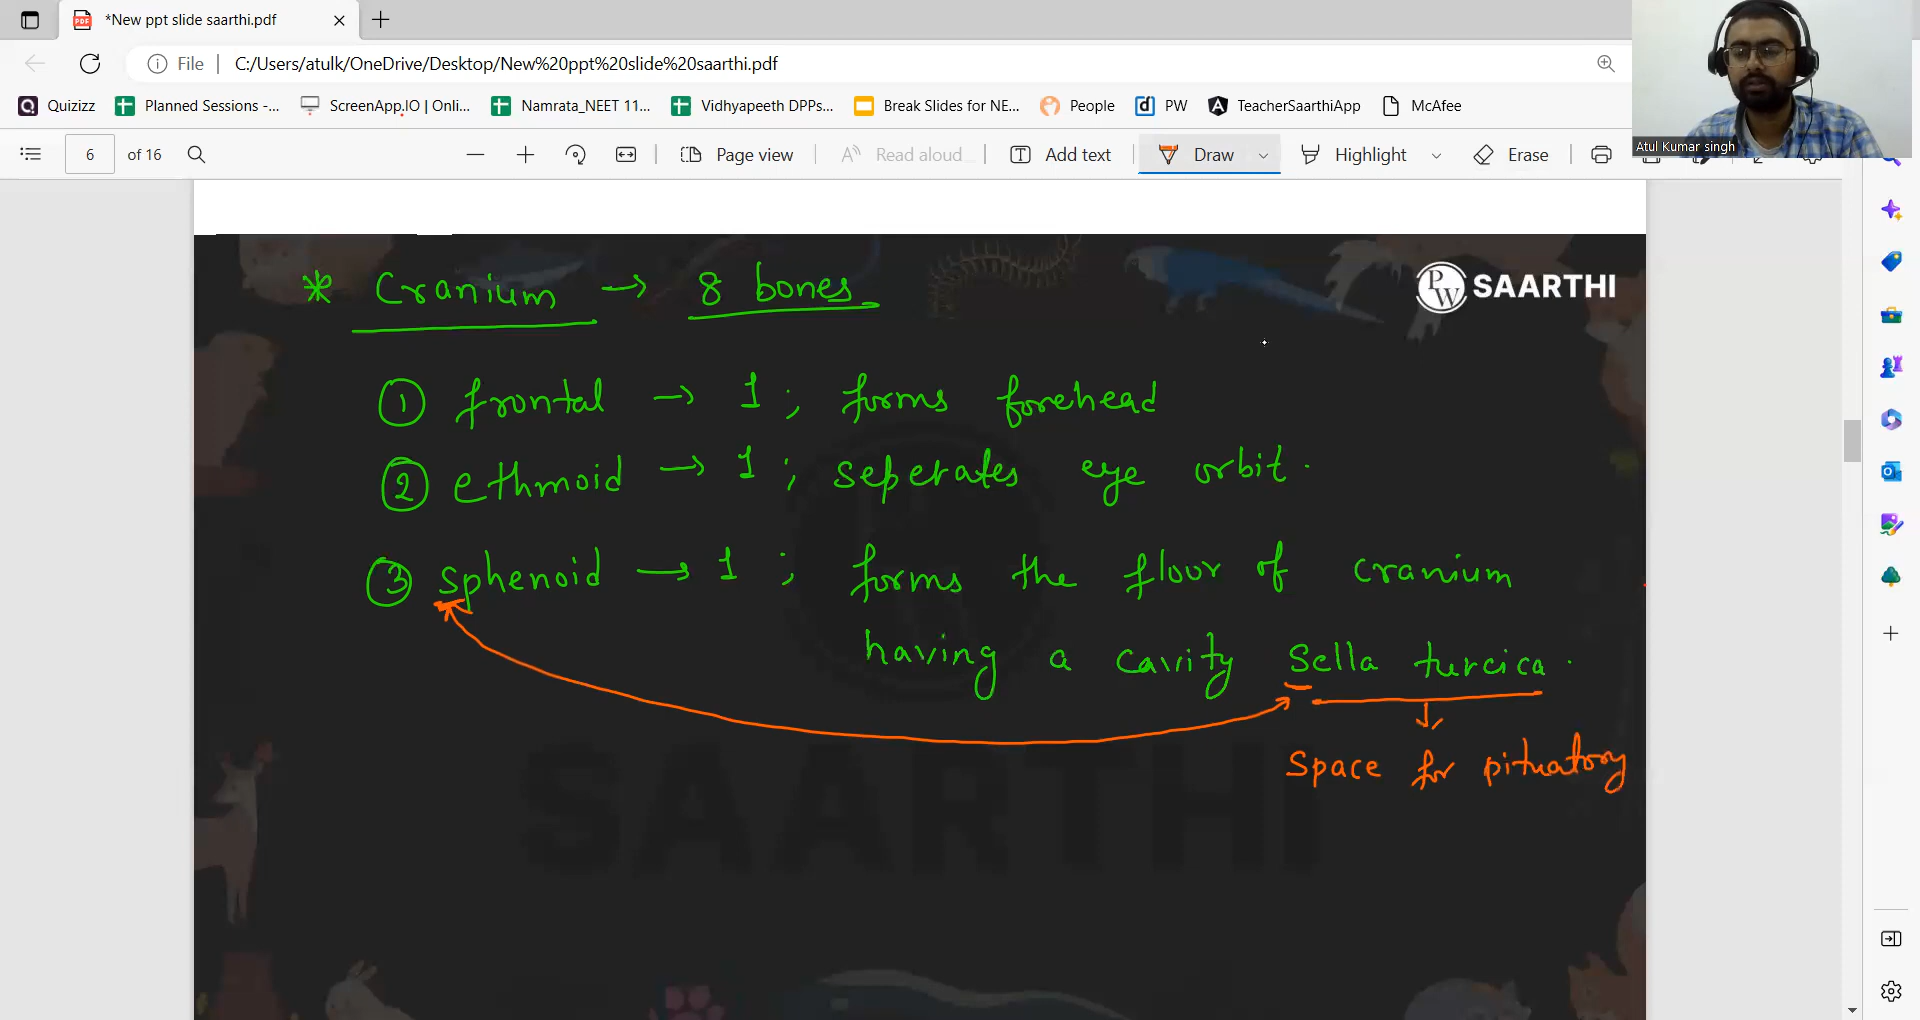 *New ppt slide saarthi.pdf
File
C:/Users/atulk/OneDrive/Desktop/New%20ppt%20slide%20saarthi.pdf
Quizizz
Planned Sessions -...
ScreenApp.IO | Onli...
Namrata_NEET 11...
Vidhyapeeth DPPs...
Break Slides for NE...
People
PW
TeacherSaarthiApp
McAfee
Atul Kumar singh
6 of 16
Page view
Read aloud
Add text
Draw
Highlight
Erase
* Cranium → 8 bones
PW SAARTHI
① frontal → 1 ; forms forehead
② ethmoid → 1 ; seperates eye orbit.
③ sphenoid → 1 ; forms the floor of cranium
having a cavity Sella turcica.
Space for pituatory
SAARTHI